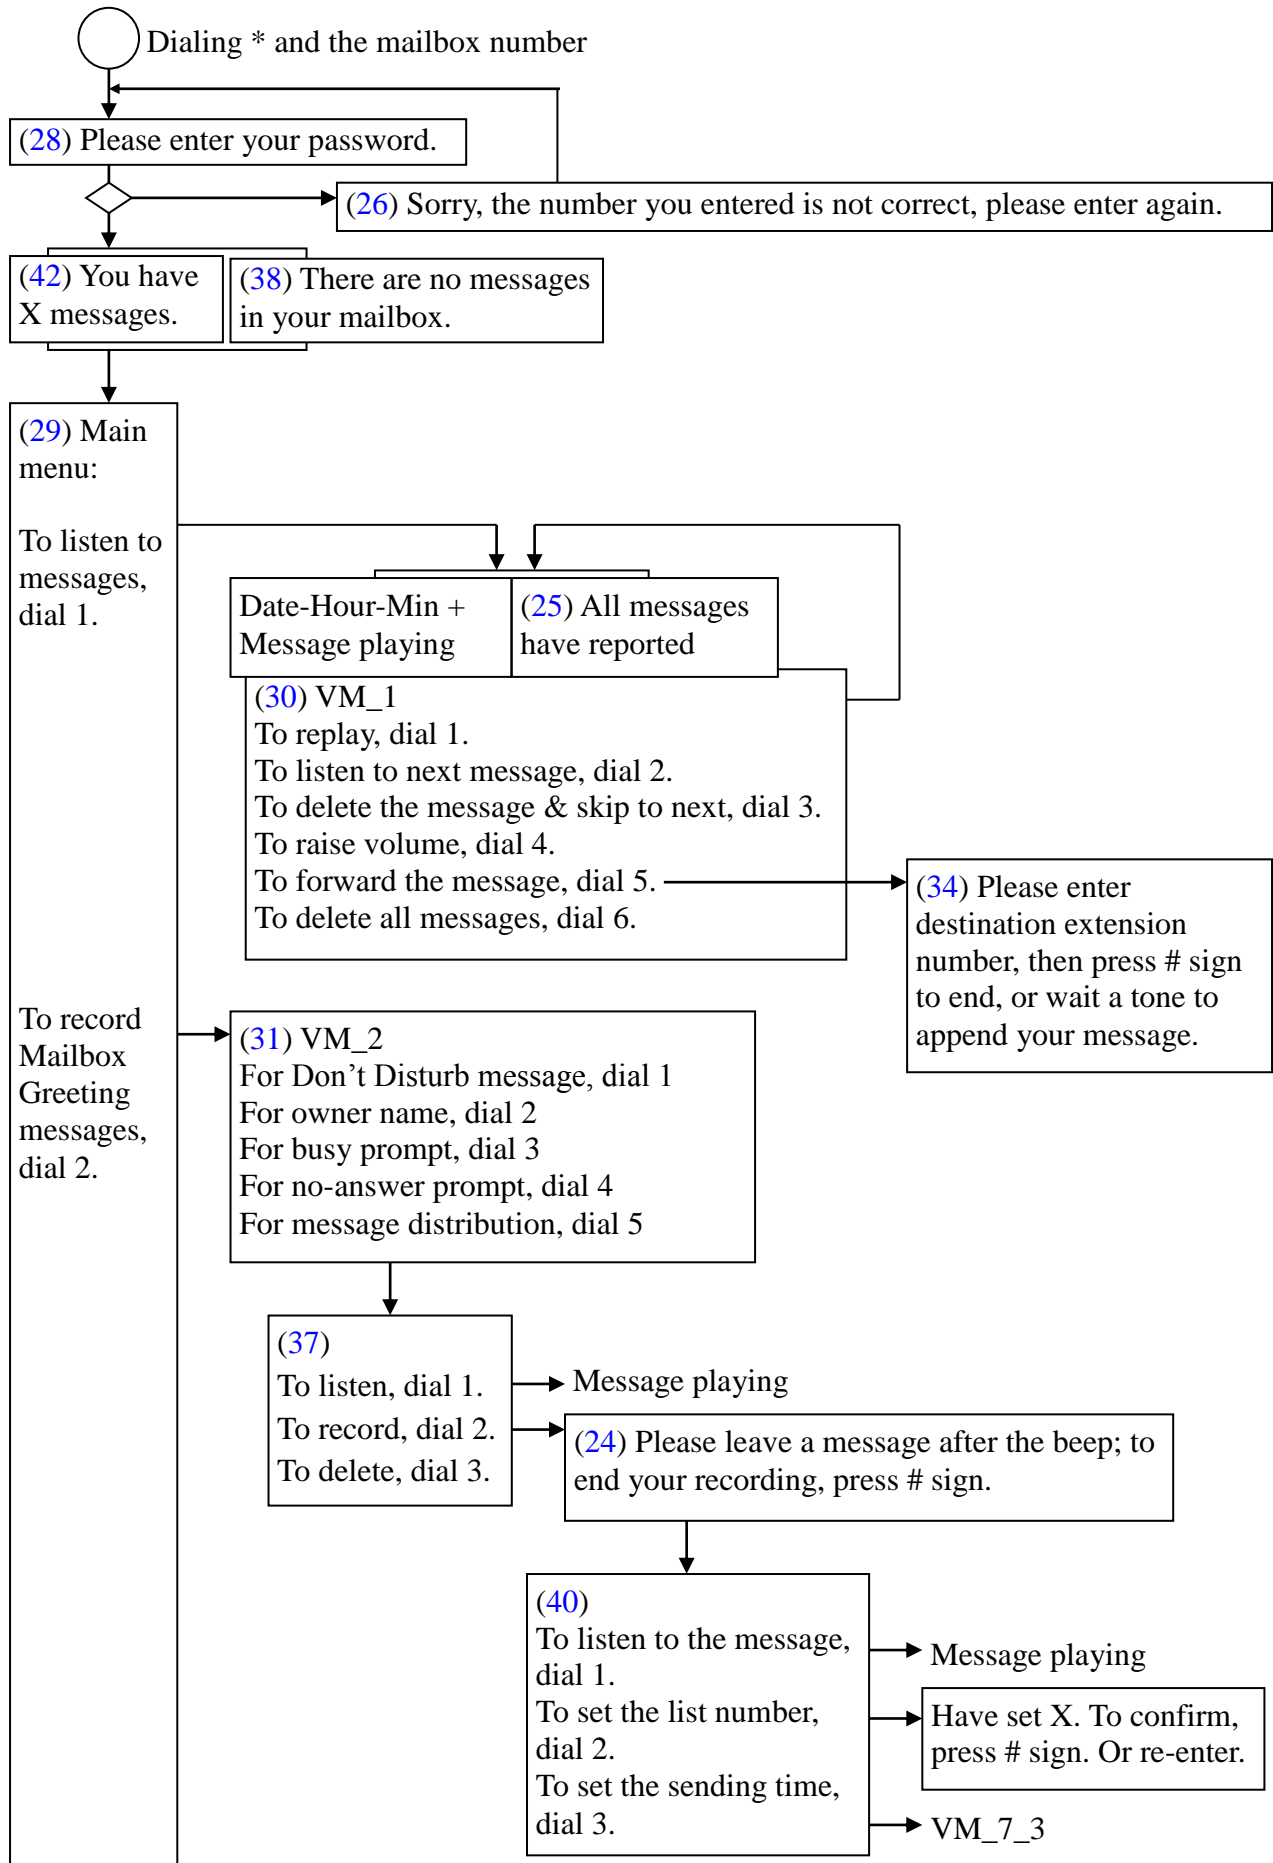 Dialing * and the mailbox number
(28) Please enter your password.
(26) Sorry, the number you entered is not correct, please enter again.
(42) You have
X messages.
(38) There are no messages
in your mailbox.
(29) Main
menu:
To listen to
messages,
dial 1.
Date-Hour-Min +
Message playing
(25) All messages
have reported
(30) VM_1
To replay, dial 1.
To listen to next message, dial 2.
To delete the message & skip to next, dial 3.
To raise volume, dial 4.
To forward the message, dial 5.
To delete all messages, dial 6.
(34) Please enter
destination extension
number, then press # sign
to end, or wait a tone to
append your message.
To record
Mailbox
Greeting
messages,
dial 2.
(31) VM_2
For Don’t Disturb message, dial 1
For owner name, dial 2
For busy prompt, dial 3
For no-answer prompt, dial 4
For message distribution, dial 5
(37)
To listen, dial 1.
To record, dial 2.
To delete, dial 3.
Message playing
(24) Please leave a message after the beep; to
end your recording, press # sign.
(40)
To listen to the message,
dial 1.
To set the list number,
dial 2.
To set the sending time,
dial 3.
Message playing
Have set X. To confirm,
press # sign. Or re-enter.
VM_7_3